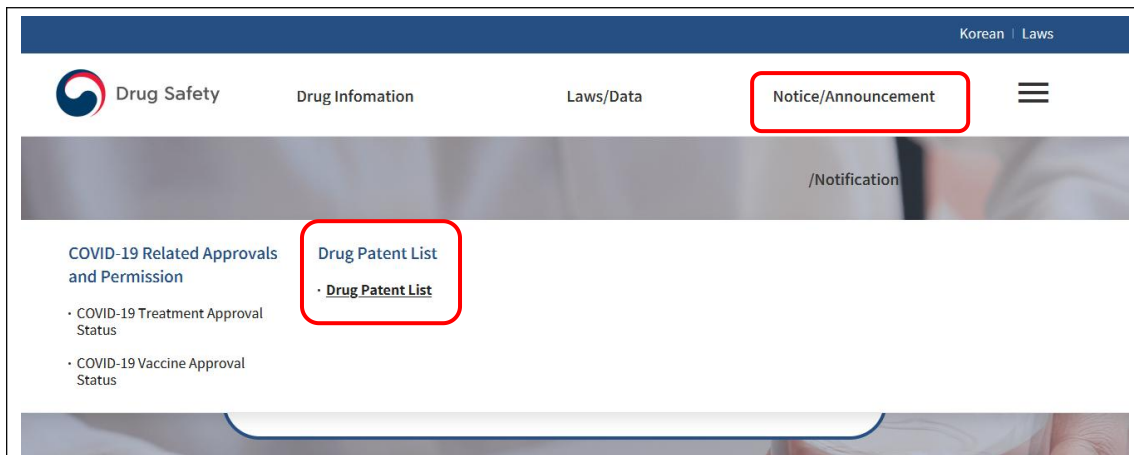 Korean | Laws
Drug Safety
Drug Infomation
Laws/Data
Notice/Announcement
/Notification
COVID-19 Related Approvals
and Permission
Drug Patent List
· Drug Patent List
· COVID-19 Treatment Approval
Status
· COVID-19 Vaccine Approval
Status